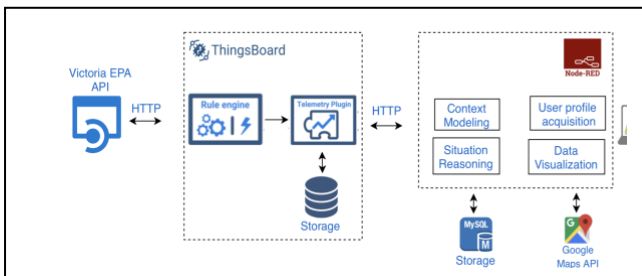 ThingsBoard
Node-RED
Victoria EPA
API
HTTP
Rule engine
Telemetry Plugin
HTTP
Context
Modeling
User profile
acquisition
Situation
Reasoning
Data
Visualization
Storage
MySQL
M
Storage
G
Google
Maps API